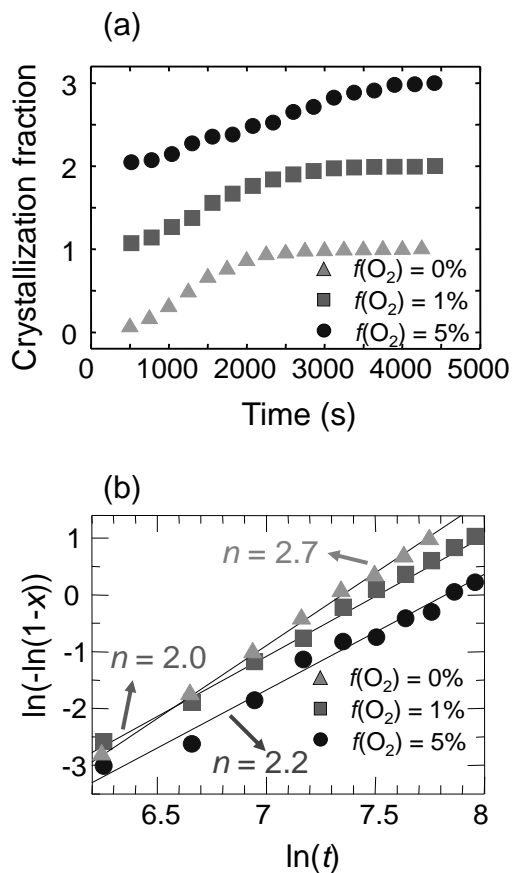 (a)
Crystallization fraction
3
2
1
0
f(O₂) = 0%
f(O₂) = 1%
f(O₂) = 5%
0 1000 2000 3000 4000 5000
Time (s)
(b)
ln(-ln(1-x))
1
0
-1
-2
-3
n = 2.7
n = 2.0
n = 2.2
f(O₂) = 0%
f(O₂) = 1%
f(O₂) = 5%
6.5 7 7.5 8
ln(t)